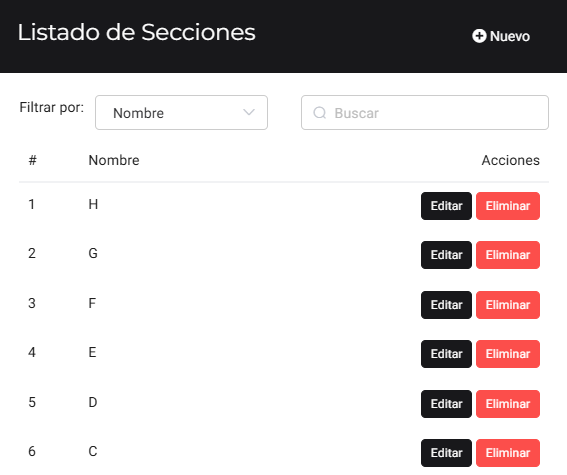 Listado de Secciones
Nuevo
Filtrar por: Nombre Buscar
# Nombre Acciones
1 H Editar Eliminar
2 G Editar Eliminar
3 F Editar Eliminar
4 E Editar Eliminar
5 D Editar Eliminar
6 C Editar Eliminar